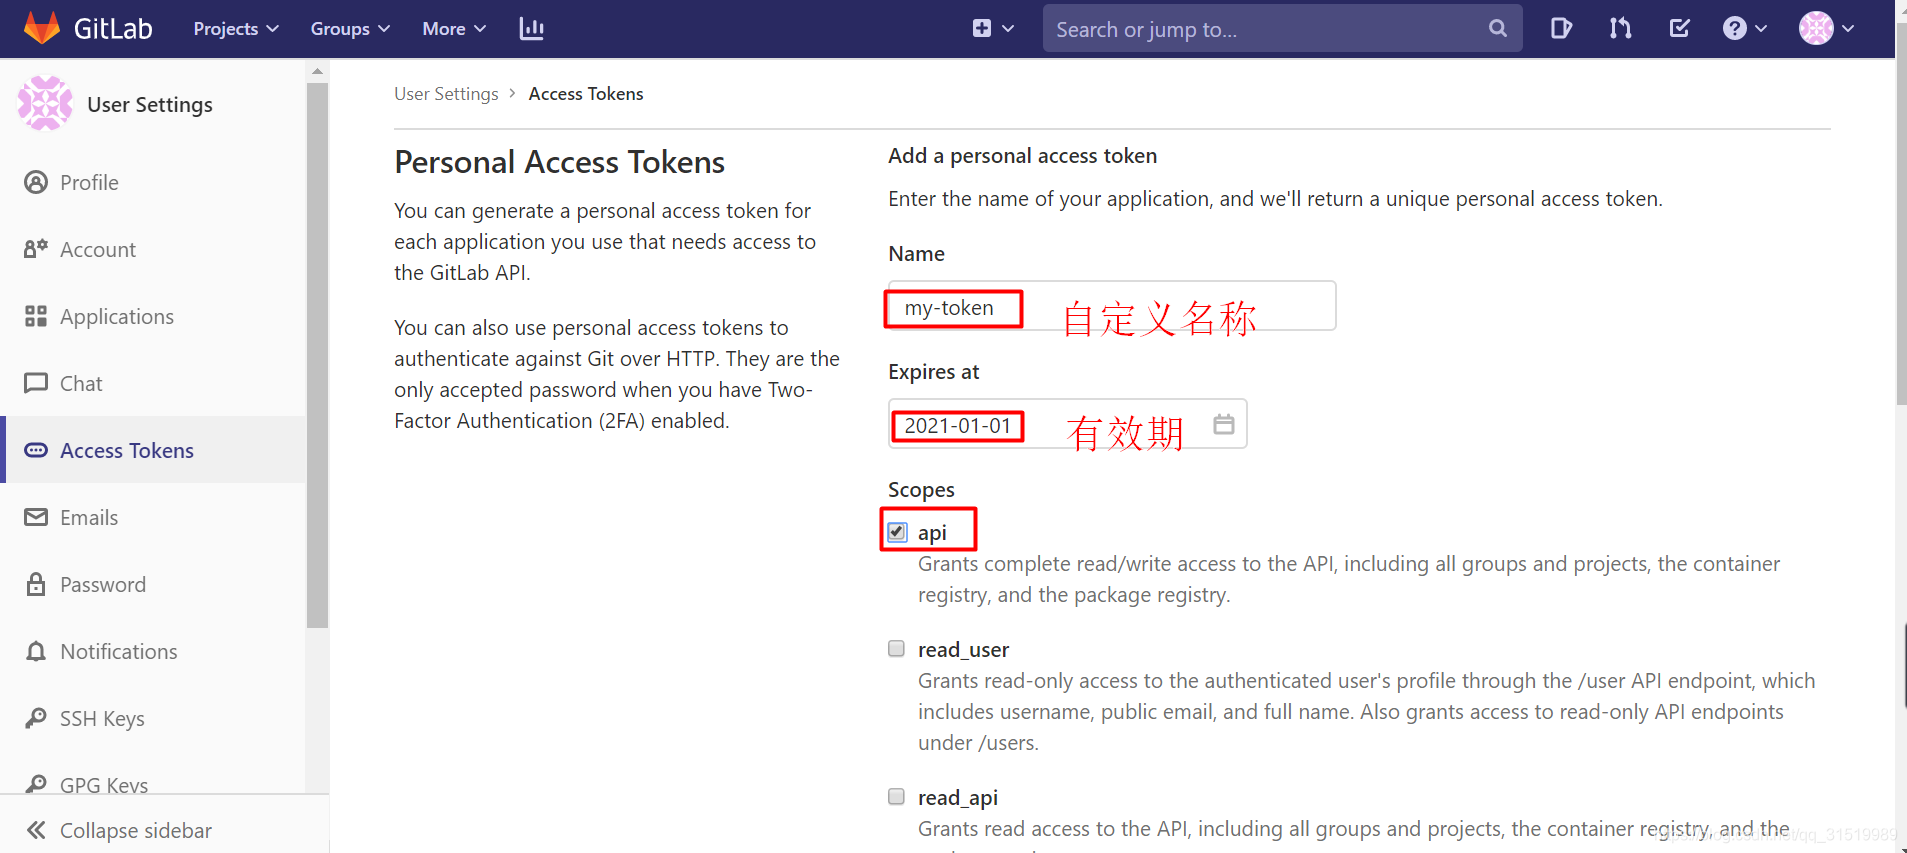 GitLab Projects Groups More Search or jump to...
User Settings
Profile
Account
Applications
Chat
Access Tokens
Emails
Password
Notifications
SSH Keys
GPG Keys
Collapse sidebar
User Settings > Access Tokens
Personal Access Tokens
You can generate a personal access token for
each application you use that needs access to
the GitLab API.
You can also use personal access tokens to
authenticate against Git over HTTP. They are the
only accepted password when you have Two-
Factor Authentication (2FA) enabled.
Add a personal access token
Enter the name of your application, and we'll return a unique personal access token.
Name
my-token 自定义名称
Expires at
2021-01-01 有效期
Scopes
api
Grants complete read/write access to the API, including all groups and projects, the container
registry, and the package registry.
read_user
Grants read-only access to the authenticated user's profile through the /user API endpoint, which
includes username, public email, and full name. Also grants access to read-only API endpoints
under /users.
read_api
Grants read access to the API, including all groups and projects, the container registry, and the